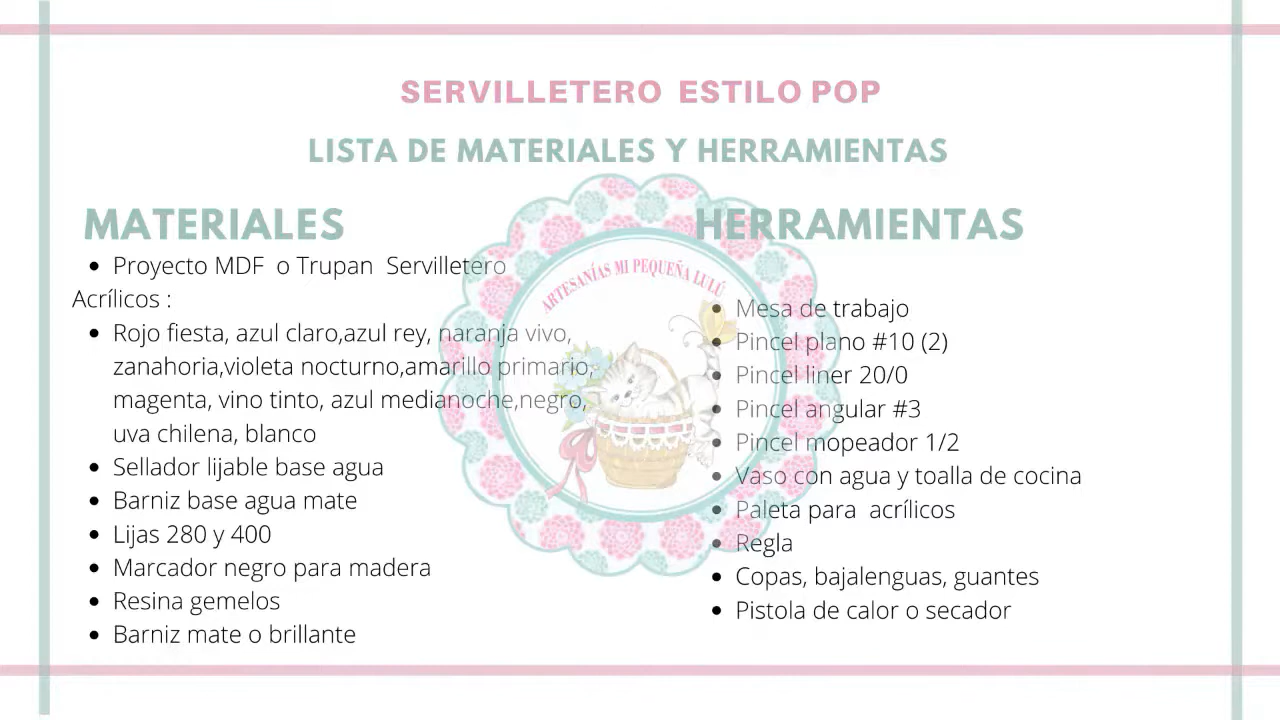 SERVILLETERO ESTILO POP
LISTA DE MATERIALES Y HERRAMIENTAS
MATERIALES
Proyecto MDF o Trupan Servilletero
Acrílicos :
Rojo fiesta, azul claro,azul rey, naranja vivo,
zanahoria,violeta nocturno,amarillo primario,
magenta, vino tinto, azul medianoche,negro,
uva chilena, blanco
Sellador lijable base agua
Barniz base agua mate
Lijas 280 y 400
Marcador negro para madera
Resina gemelos
Barniz mate o brillante
HERRAMIENTAS
Mesa de trabajo
Pincel plano #10 (2)
Pincel liner 20/0
Pincel angular #3
Pincel mopeador 1/2
Vaso con agua y toalla de cocina
Paleta para acrílicos
Regla
Copas, bajalenguas, guantes
Pistola de calor o secador
ARTESANÍAS MI PEQUEÑA LULÚ